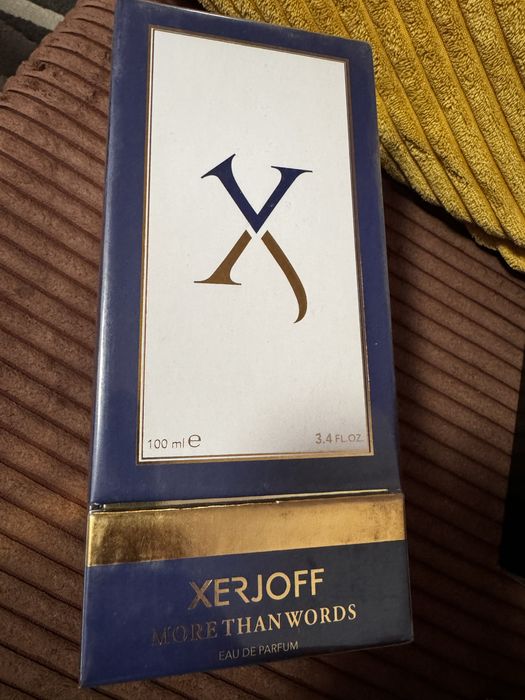 X
100 ml e 3.4 FL.OZ.
XERJOFF
MORE THAN WORDS
EAU DE PARFUM